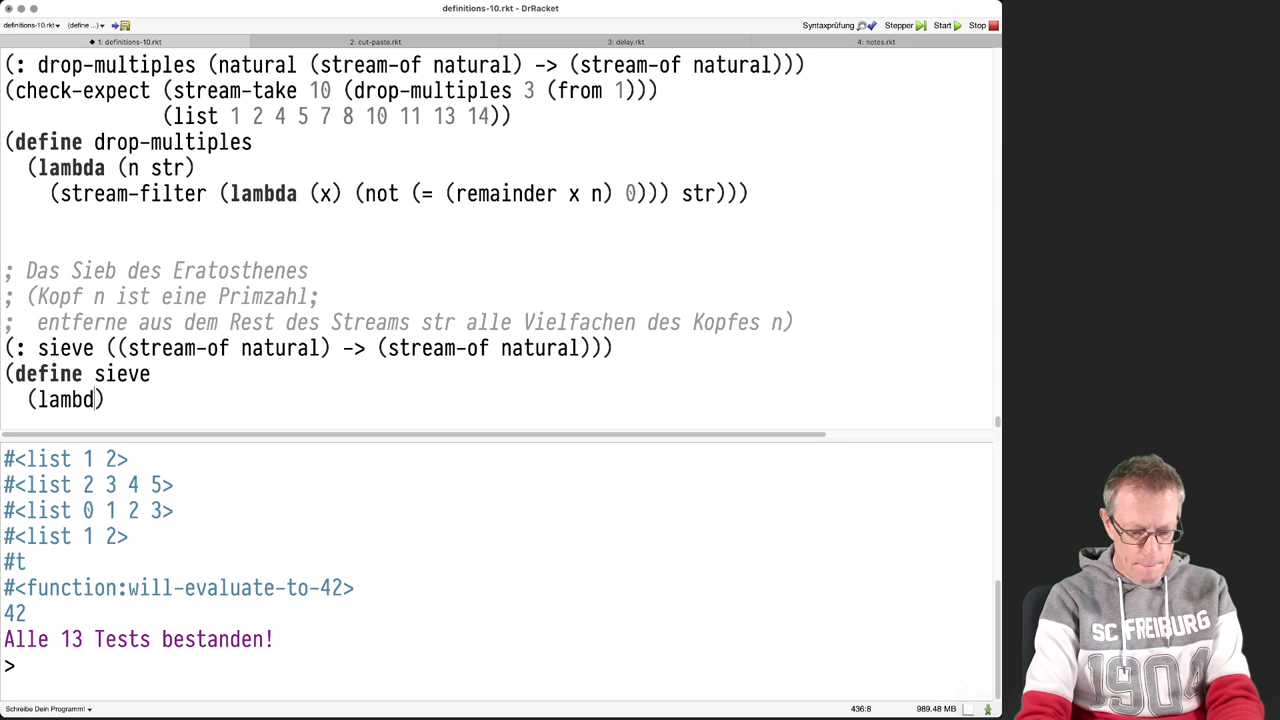 definitions-10.rkt - DrRacket
definitions-10.rkt (define ...) Syntaxprüfung Stepper Start Stop
1: definitions-10.rkt 2: cut-paste.rkt 3: delay.rkt 4: notes.rkt
(: drop-multiples (natural (stream-of natural) -> (stream-of natural)))
(check-expect (stream-take 10 (drop-multiples 3 (from 1)))
(list 1 2 4 5 7 8 10 11 13 14))
(define drop-multiples
(lambda (n str)
(stream-filter (lambda (x) (not (= (remainder x n) 0))) str)))
; Das Sieb des Eratosthenes
; (Kopf n ist eine Primzahl;
;  entferne aus dem Rest des Streams str alle Vielfachen des Kopfes n)
(: sieve ((stream-of natural) -> (stream-of natural)))
(define sieve
(lambd)
#<list 1 2>
#<list 2 3 4 5>
#<list 0 1 2 3>
#<list 1 2>
#t
#<function:will-evaluate-to-42>
42
Alle 13 Tests bestanden!
>
Schreibe Dein Programm! 436:8 989.48 MB
SC FREIBURG
1904